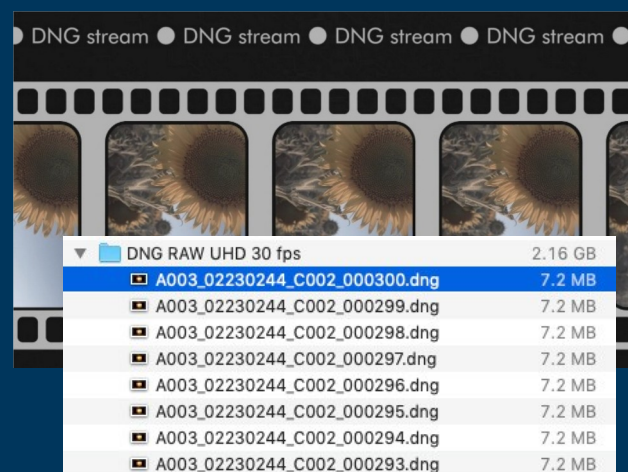 DNG stream ● DNG stream ● DNG stream ● DNG stream
DNG RAW UHD 30 fps 2.16 GB
A003_02230244_C002_000300.dng 7.2 MB
A003_02230244_C002_000299.dng 7.2 MB
A003_02230244_C002_000298.dng 7.2 MB
A003_02230244_C002_000297.dng 7.2 MB
A003_02230244_C002_000296.dng 7.2 MB
A003_02230244_C002_000295.dng 7.2 MB
A003_02230244_C002_000294.dng 7.2 MB
A003_02230244_C002_000293.dng 7.2 MB